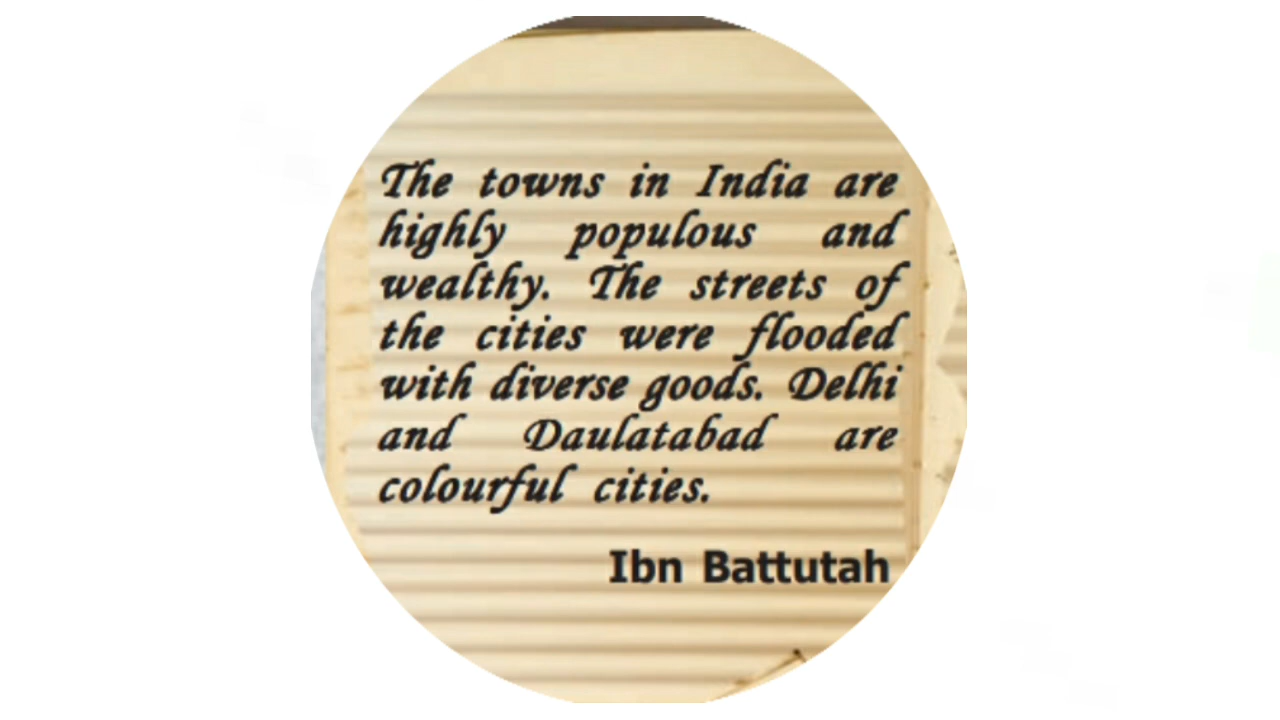 The towns in India are
highly populous and
wealthy. The streets of
the cities were flooded
with diverse goods. Delhi
and Daulatabad are
colourful cities.
Ibn Battutah